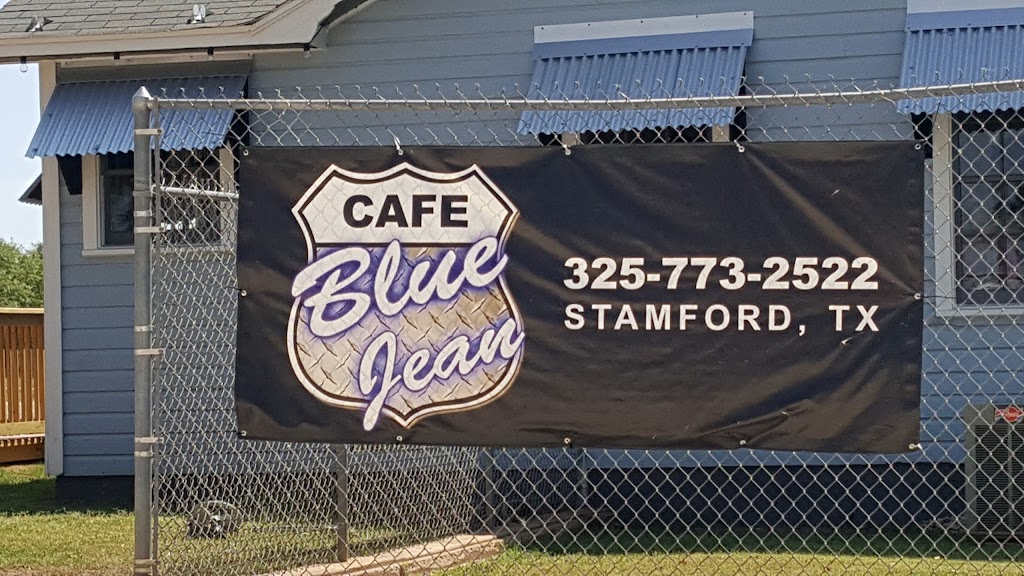 CAFE
Blue
Jean
325-773-2522
STAMFORD, TX